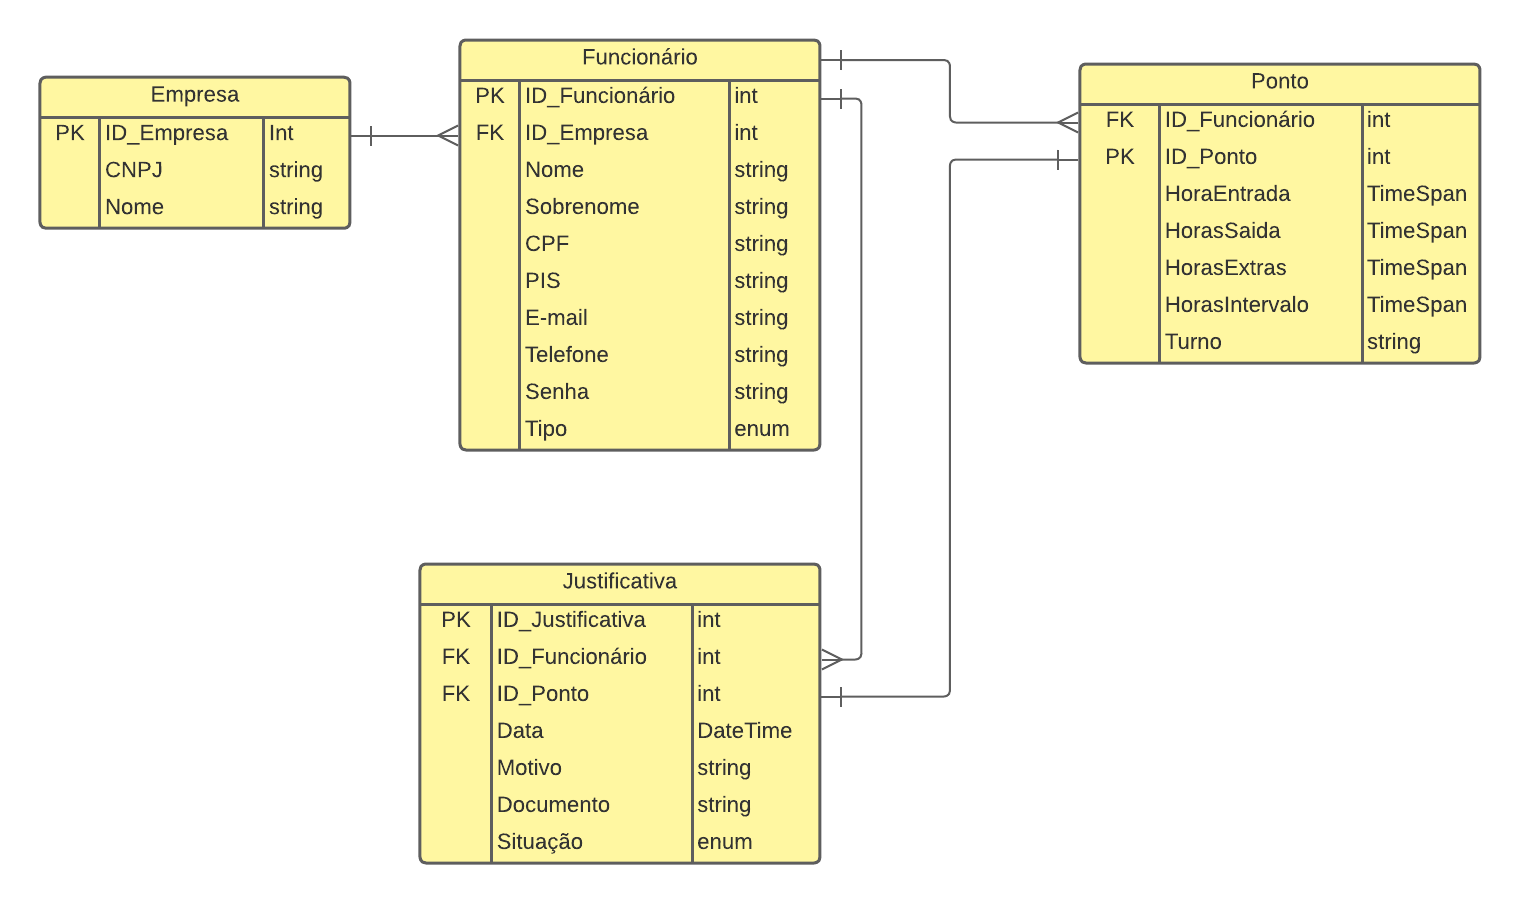 Empresa
PK ID_Empresa Int
CNPJ string
Nome string
Funcionário
PK ID_Funcionário int
FK ID_Empresa int
Nome string
Sobrenome string
CPF string
PIS string
E-mail string
Telefone string
Senha string
Tipo enum
Ponto
FK ID_Funcionário int
PK ID_Ponto int
HoraEntrada TimeSpan
HorasSaida TimeSpan
HorasExtras TimeSpan
HorasIntervalo TimeSpan
Turno string
Justificativa
PK ID_Justificativa int
FK ID_Funcionário int
FK ID_Ponto int
Data DateTime
Motivo string
Documento string
Situação enum